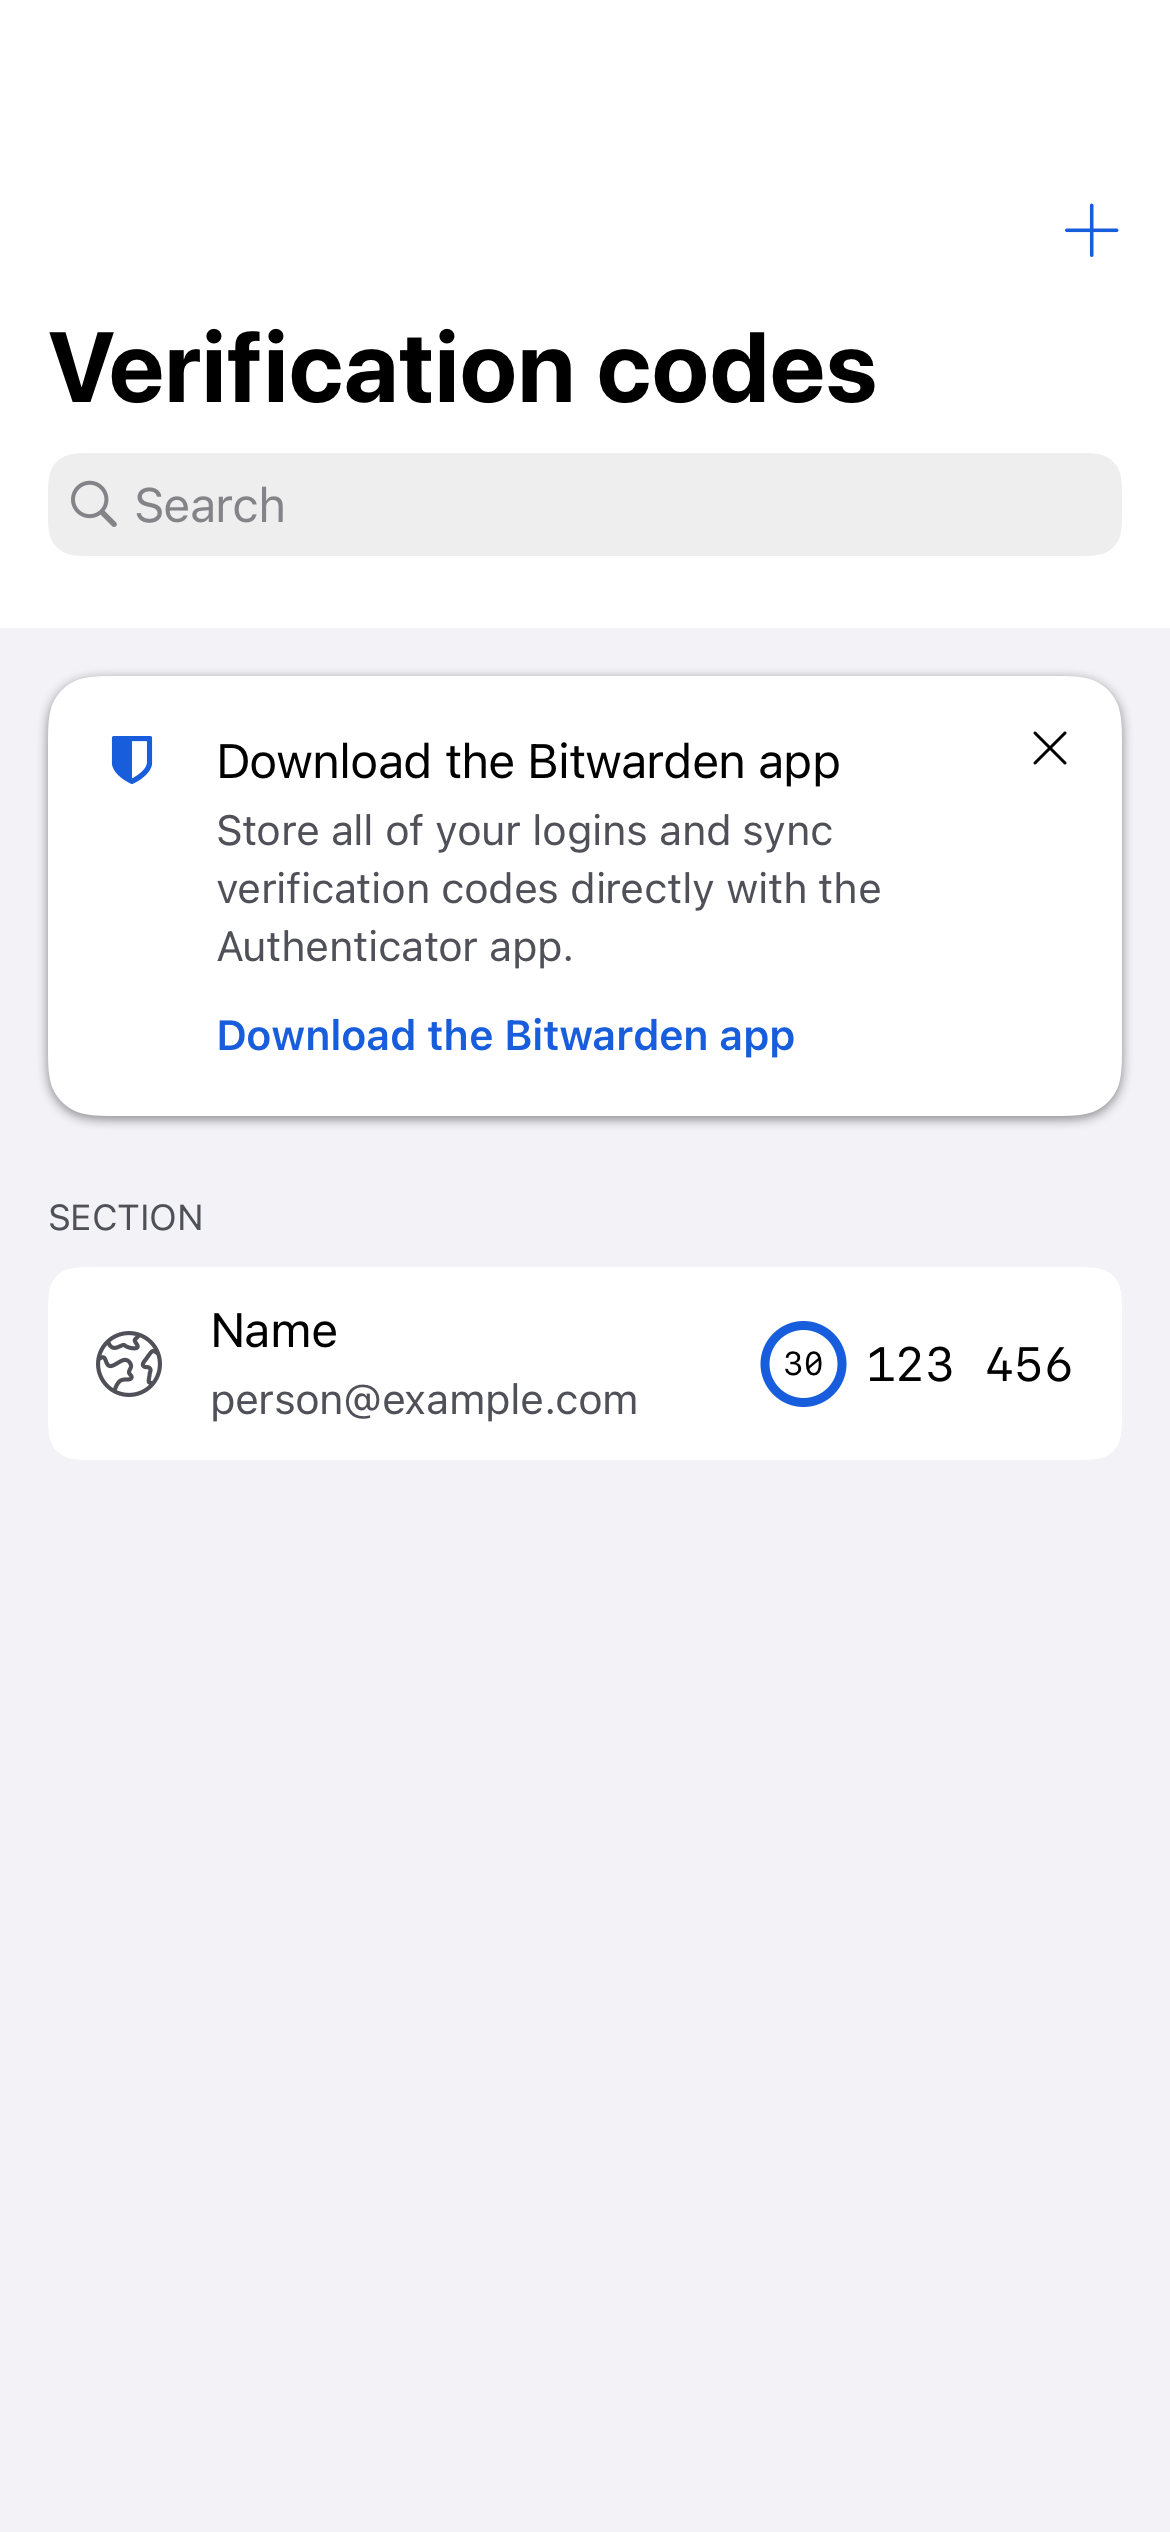 Verification codes
Search
Download the Bitwarden app
Store all of your logins and sync
verification codes directly with the
Authenticator app.
Download the Bitwarden app
SECTION
Name
person@example.com
30
123 456